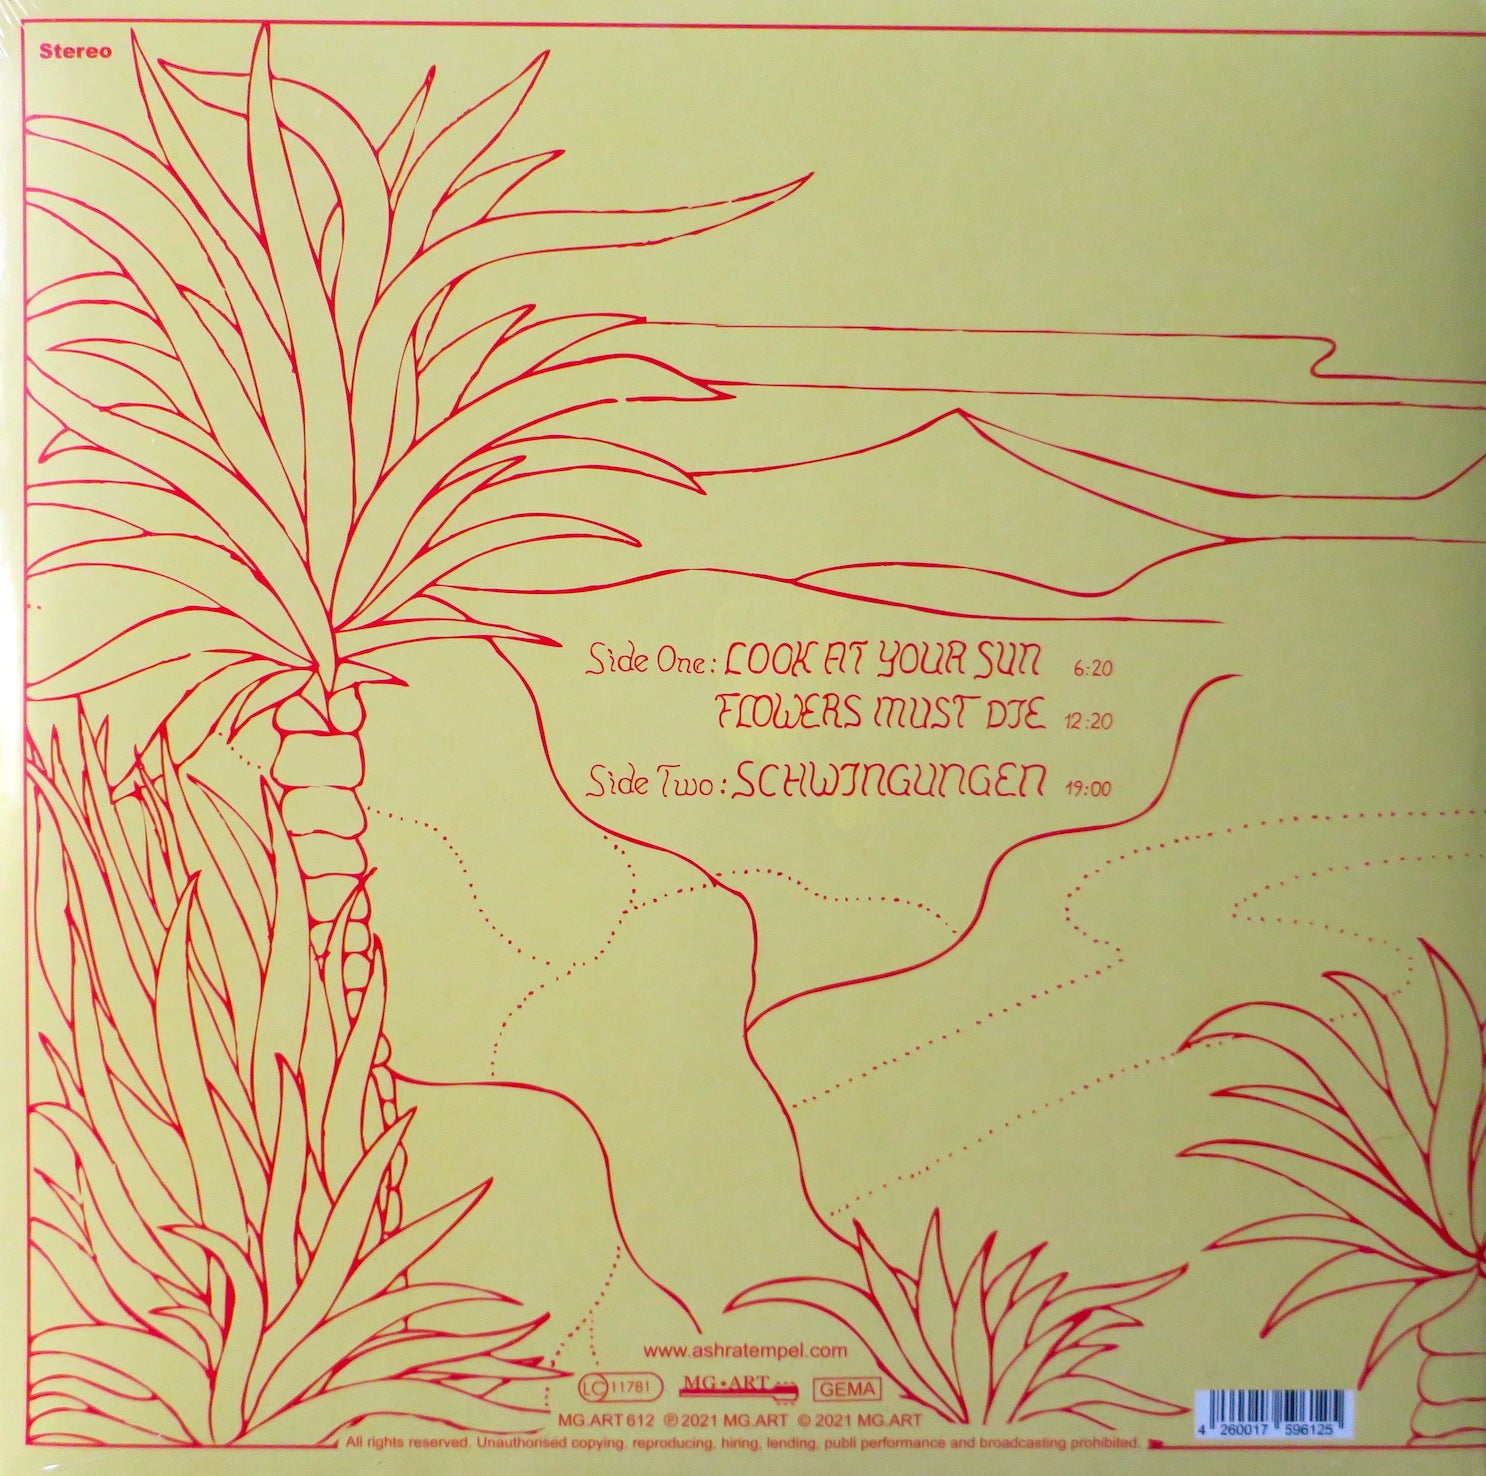 Stereo
Side One: LOOK AT YOUR SUN 6:20
FLOWERS MUST DIE 12:20
Side Two: SCHWINGUNGEN 19:00
www.ashratempel.com
LC 11781 MG•ART GEMA
MG.ART 612 ℗ 2021 MG.ART © 2021 MG.ART
All rights reserved. Unauthorised copying, reproducing, hiring, lending, publi performance and broadcasting prohibited.
4 260017 596125